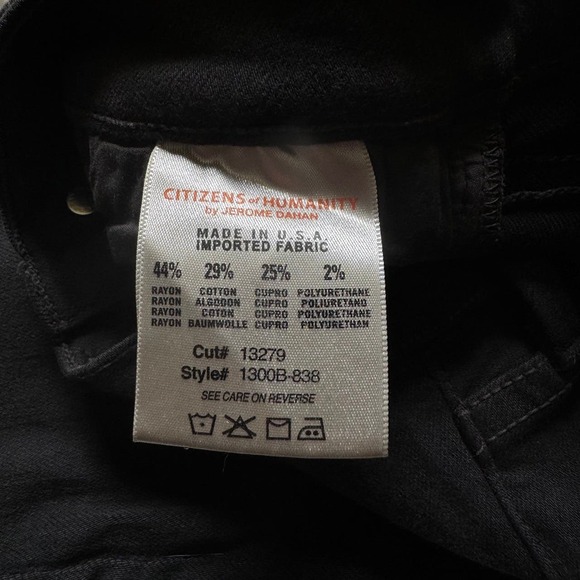 CITIZENS of HUMANITY
by JEROME DAHAN
MADE IN U.S.A.
IMPORTED FABRIC
44% 29% 25% 2%
RAYON COTTON CUPRO POLYURETHANE
RAYON ALGODON CUPRO POLIURETANO
RAYON COTON CUPRO POLYURETHANE
RAYON BAUMWOLLE CUPRO POLYURETHAN
Cut# 13279
Style# 1300B-838
SEE CARE ON REVERSE